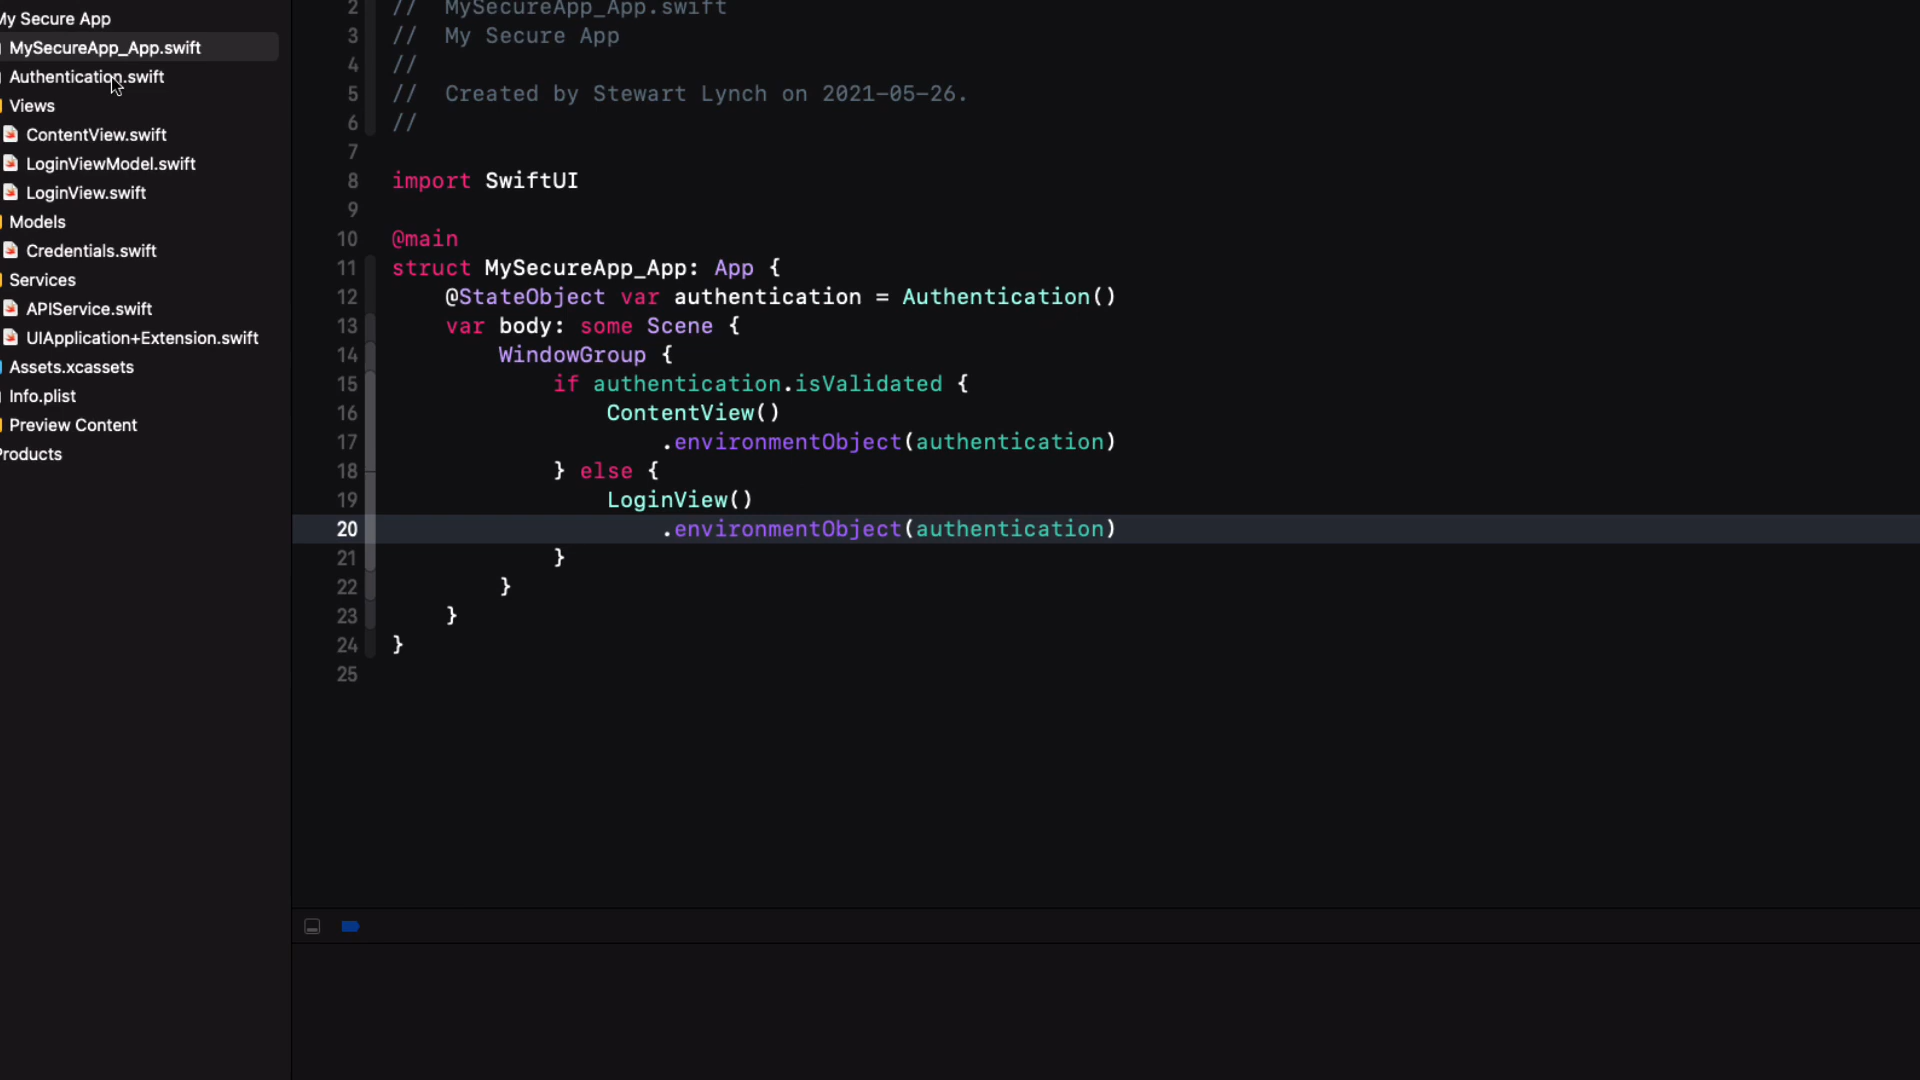 My Secure App
MySecureApp_App.swift
Authentication.swift
Views
ContentView.swift
LoginViewModel.swift
LoginView.swift
Models
Credentials.swift
Services
APIService.swift
UIApplication+Extension.swift
Assets.xcassets
Info.plist
Preview Content
Products
2 //  MySecureApp_App.swift
3 //  My Secure App
4 //
5 //  Created by Stewart Lynch on 2021-05-26.
6 //
7
8 import SwiftUI
9
10 @main
11 struct MySecureApp_App: App {
12     @StateObject var authentication = Authentication()
13     var body: some Scene {
14         WindowGroup {
15             if authentication.isValidated {
16                 ContentView()
17                     .environmentObject(authentication)
18             } else {
19                 LoginView()
20                     .environmentObject(authentication)
21             }
22         }
23     }
24 }
25